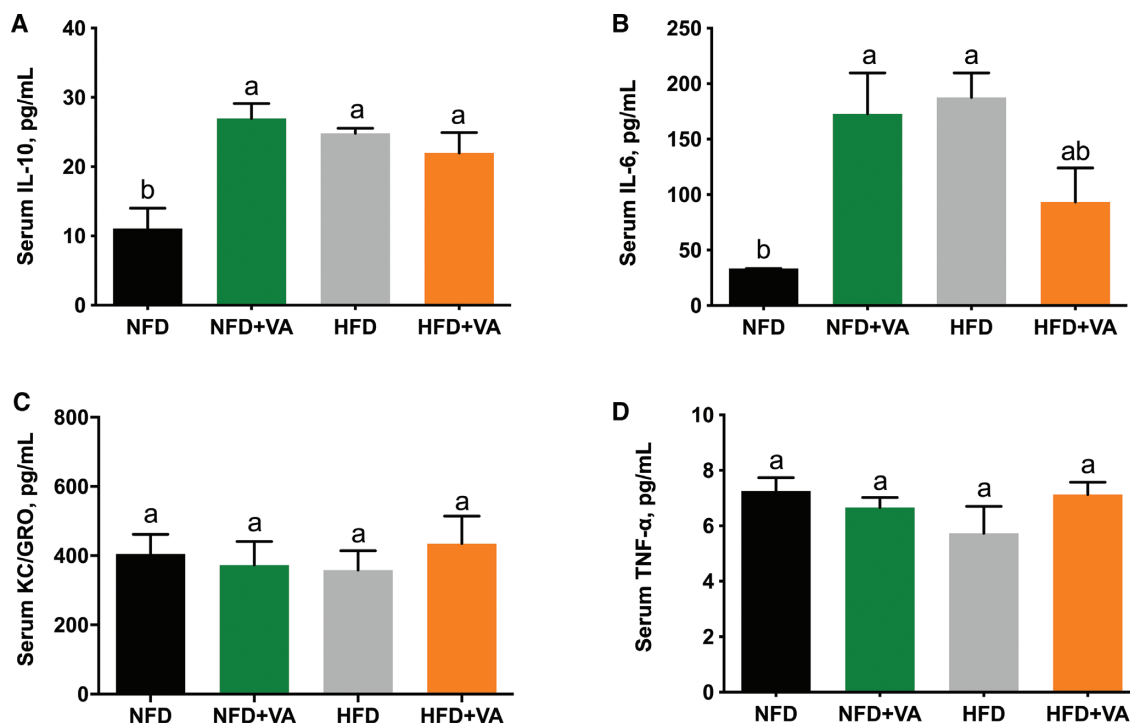 A
Serum IL-10, pg/mL
40
30
20
10
0
b
a
a
a
NFD
NFD+VA
HFD
HFD+VA
B
Serum IL-6, pg/mL
250
200
150
100
50
0
b
a
a
ab
NFD
NFD+VA
HFD
HFD+VA
C
Serum KC/GRO, pg/mL
800
600
400
200
0
a
a
a
a
NFD
NFD+VA
HFD
HFD+VA
D
Serum TNF-α, pg/mL
10
8
6
4
2
0
a
a
a
a
NFD
NFD+VA
HFD
HFD+VA